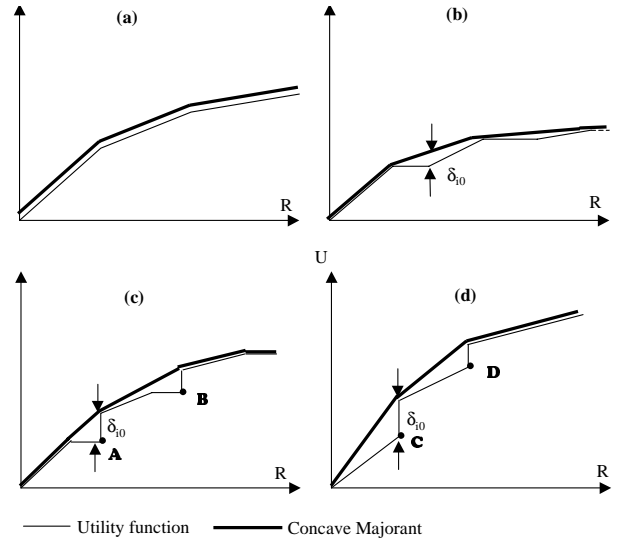 (a)
(b)
δi0
R
R
U
(c)
(d)
B
D
δi0
δi0
A
C
R
R
Utility function
Concave Majorant